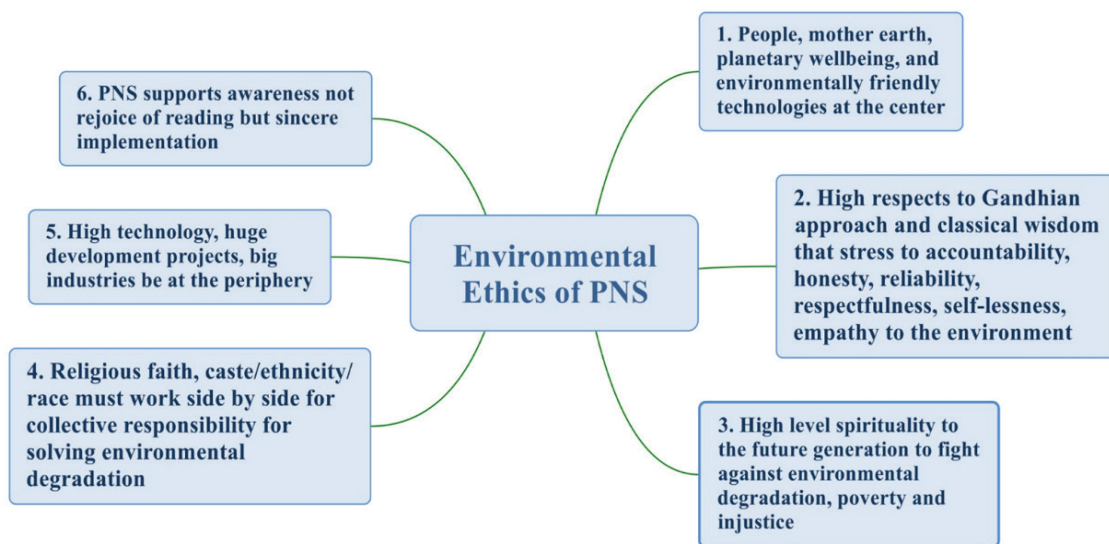 Environmental
Ethics of PNS
1. People, mother earth,
planetary wellbeing, and
environmentally friendly
technologies at the center
2. High respects to Gandhian
approach and classical wisdom
that stress to accountability,
honesty, reliability,
respectfulness, self-lessness,
empathy to the environment
3. High level spirituality to
the future generation to fight
against environmental
degradation, poverty and
injustice
4. Religious faith, caste/ethnicity/
race must work side by side for
collective responsibility for
solving environmental
degradation
5. High technology, huge
development projects, big
industries be at the periphery
6. PNS supports awareness not
rejoice of reading but sincere
implementation